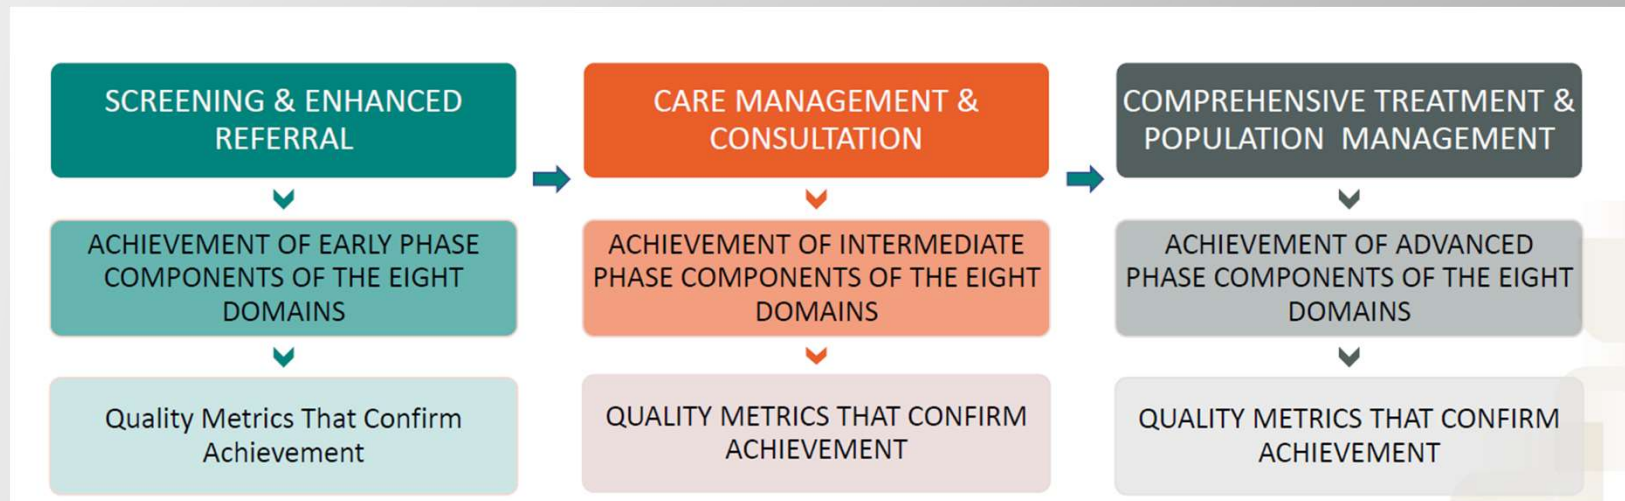 SCREENING & ENHANCED
REFERRAL
ACHIEVEMENT OF EARLY PHASE
COMPONENTS OF THE EIGHT
DOMAINS
Quality Metrics That Confirm
Achievement
CARE MANAGEMENT &
CONSULTATION
ACHIEVEMENT OF INTERMEDIATE
PHASE COMPONENTS OF THE EIGHT
DOMAINS
QUALITY METRICS THAT CONFIRM
ACHIEVEMENT
COMPREHENSIVE TREATMENT &
POPULATION MANAGEMENT
ACHIEVEMENT OF ADVANCED
PHASE COMPONENTS OF THE EIGHT
DOMAINS
QUALITY METRICS THAT CONFIRM
ACHIEVEMENT